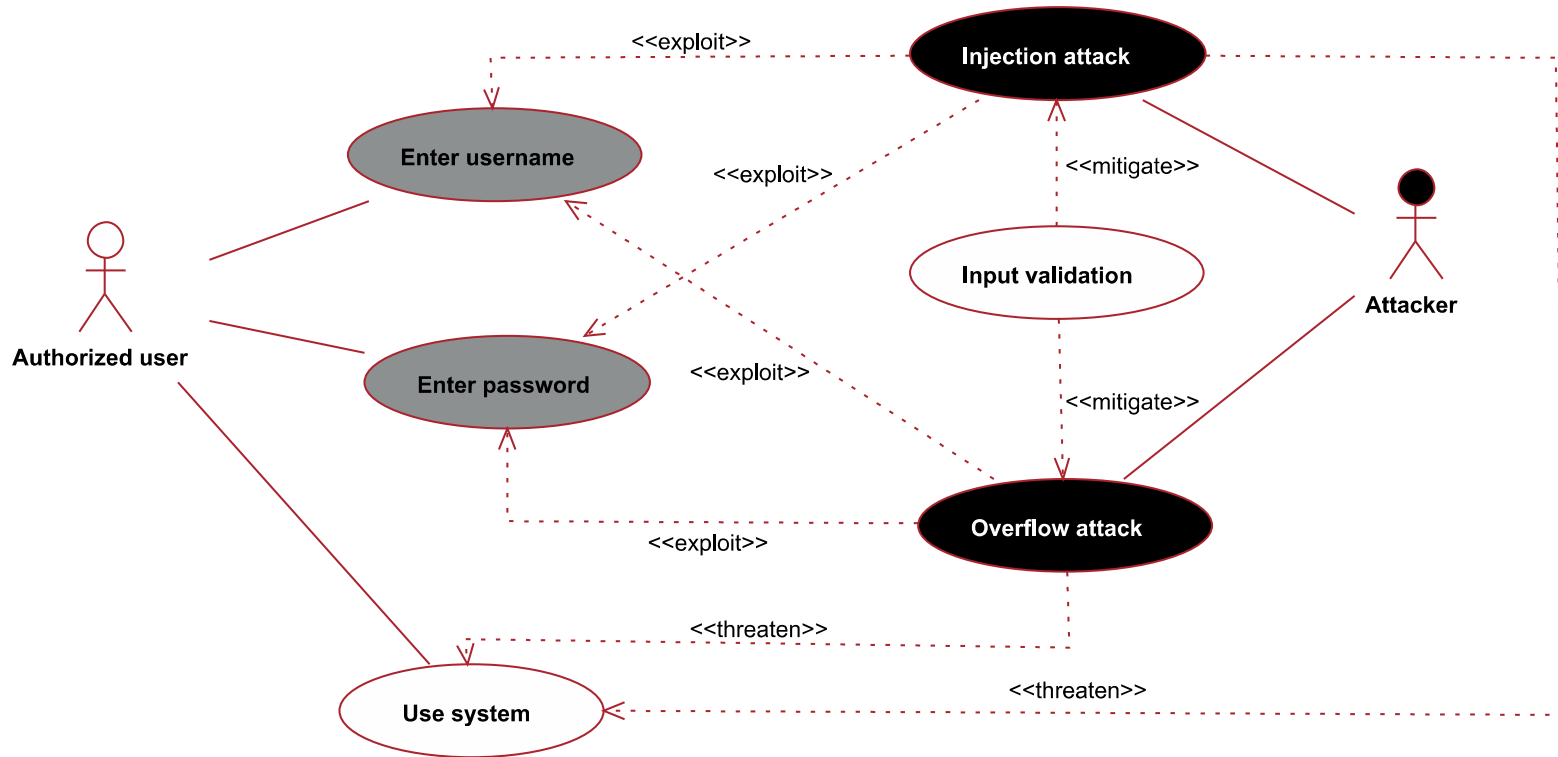 <<exploit>>
Injection attack
Enter username
<<exploit>>
<<mitigate>>
Input validation
Attacker
Authorized user
Enter password
<<exploit>>
<<mitigate>>
Overflow attack
<<exploit>>
<<threaten>>
<<threaten>>
Use system